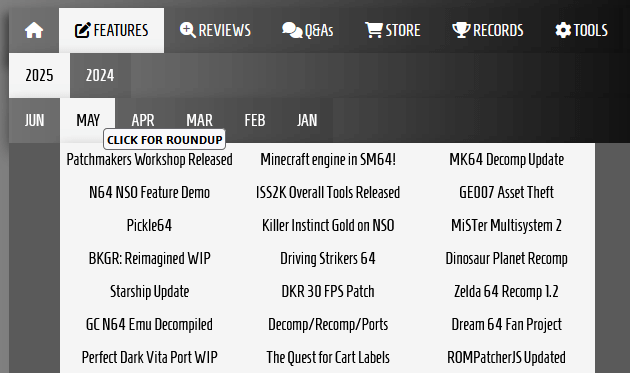 FEATURES REVIEWS Q&As STORE RECORDS TOOLS
2025 2024
JUN MAY APR MAR FEB JAN
CLICK FOR ROUNDUP
Patchmakers Workshop Released Minecraft engine in SM64! MK64 Decomp Update
N64 NSO Feature Demo ISS2K Overall Tools Released GE007 Asset Theft
Pickle64 Killer Instinct Gold on NSO MiSTer Multisystem 2
BKGR: Reimagined WIP Driving Strikers 64 Dinosaur Planet Recomp
Starship Update DKR 30 FPS Patch Zelda 64 Recomp 1.2
GC N64 Emu Decompiled Decomp/Recomp/Ports Dream 64 Fan Project
Perfect Dark Vita Port WIP The Quest for Cart Labels ROMPatcherJS Updated